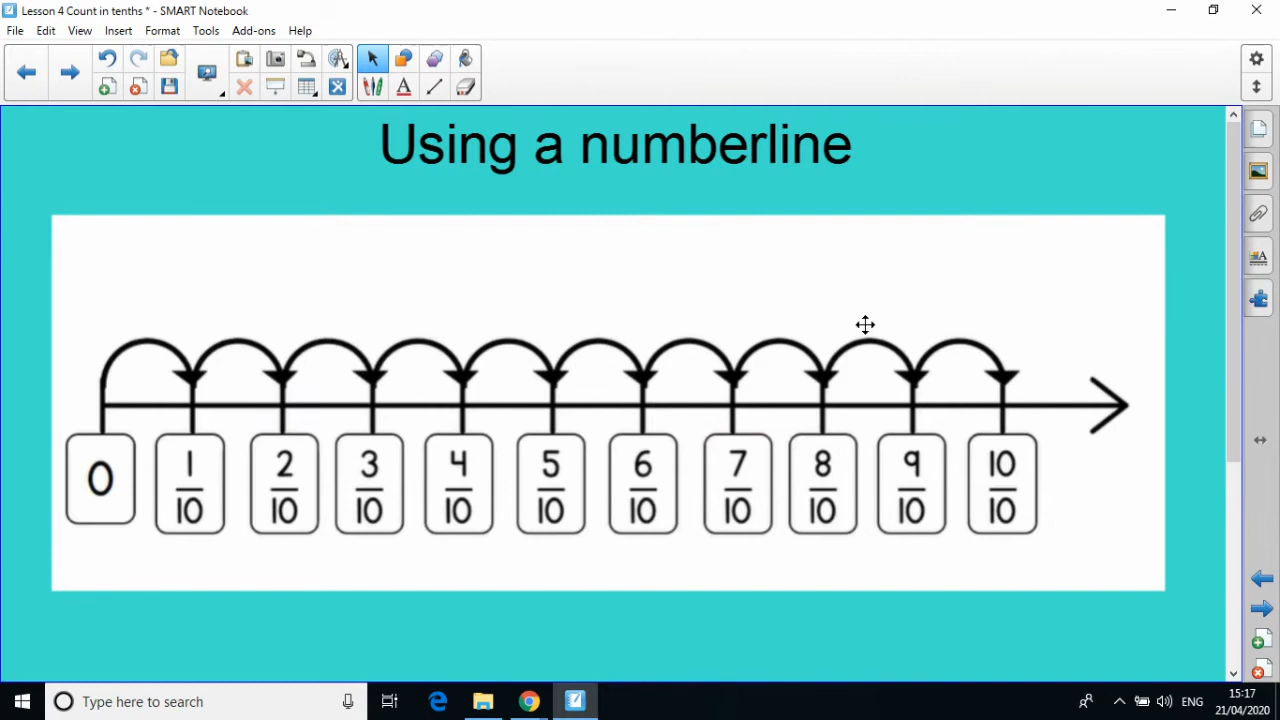 Lesson 4 Count in tenths * - SMART Notebook
File Edit View Insert Format Tools Add-ons Help
Using a numberline
0 1/10 2/10 3/10 4/10 5/10 6/10 7/10 8/10 9/10 10/10
Type here to search
ENG
15:17
21/04/2020